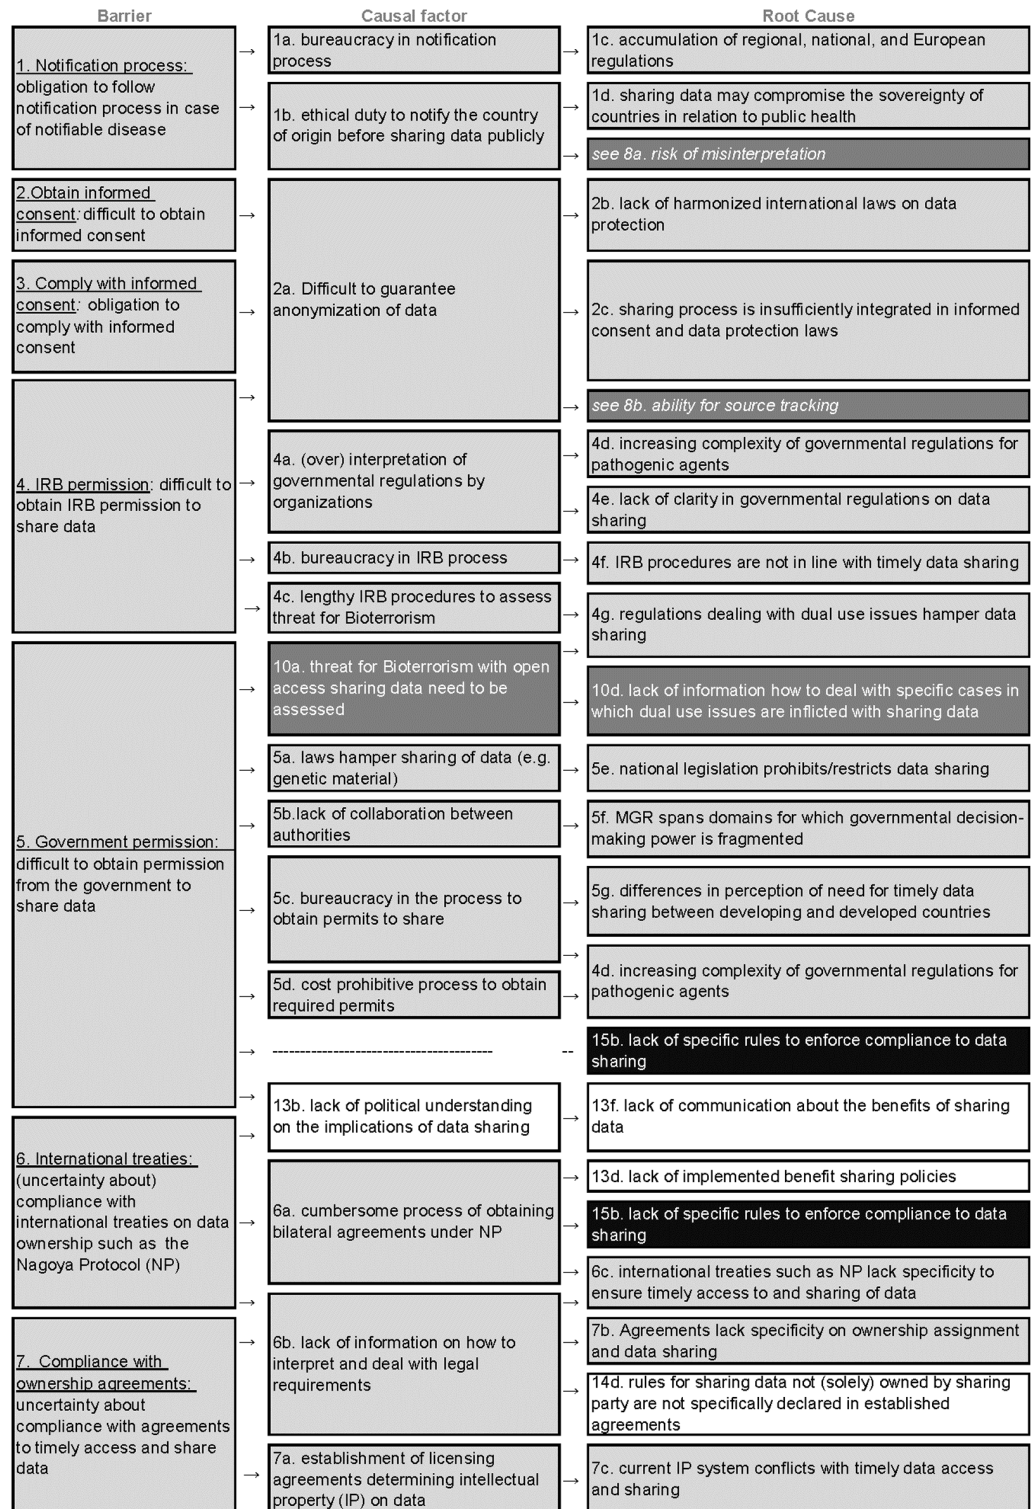 Barrier
Causal factor
Root Cause
1. Notification process:
obligation to follow
notification process in case
of notifiable disease
1a. bureaucracy in notification
process
1c. accumulation of regional, national, and European
regulations
1b. ethical duty to notify the country
of origin before sharing data publicly
1d. sharing data may compromise the sovereignty of
countries in relation to public health
see 8a. risk of misinterpretation
2.Obtain informed
consent: difficult to obtain
informed consent
3. Comply with informed
consent: obligation to
comply with informed
consent
2a. Difficult to guarantee
anonymization of data
2b. lack of harmonized international laws on data
protection
2c. sharing process is insufficiently integrated in informed
consent and data protection laws
see 8b. ability for source tracking
4. IRB permission: difficult to
obtain IRB permission to
share data
4a. (over) interpretation of
governmental regulations by
organizations
4d. increasing complexity of governmental regulations for
pathogenic agents
4e. lack of clarity in governmental regulations on data
sharing
4b. bureaucracy in IRB process
4f. IRB procedures are not in line with timely data sharing
4c. lengthy IRB procedures to assess
threat for Bioterrorism
4g. regulations dealing with dual use issues hamper data
sharing
5. Government permission:
difficult to obtain permission
from the government to
share data
10a. threat for Bioterrorism with open
access sharing data need to be
assessed
10d. lack of information how to deal with specific cases in
which dual use issues are inflicted with sharing data
5a. laws hamper sharing of data (e.g.
genetic material)
5e. national legislation prohibits/restricts data sharing
5b.lack of collaboration between
authorities
5f. MGR spans domains for which governmental decision-
making power is fragmented
5c. bureaucracy in the process to
obtain permits to share
5g. differences in perception of need for timely data
sharing between developing and developed countries
5d. cost prohibitive process to obtain
required permits
4d. increasing complexity of governmental regulations for
pathogenic agents
15b. lack of specific rules to enforce compliance to data
sharing
13b. lack of political understanding
on the implications of data sharing
13f. lack of communication about the benefits of sharing
data
6. International treaties:
(uncertainty about)
compliance with
international treaties on data
ownership such as the
Nagoya Protocol (NP)
6a. cumbersome process of obtaining
bilateral agreements under NP
13d. lack of implemented benefit sharing policies
15b. lack of specific rules to enforce compliance to data
sharing
6c. international treaties such as NP lack specificity to
ensure timely access to and sharing of data
7. Compliance with
ownership agreements:
uncertainty about
compliance with agreements
to timely access and share
data
6b. lack of information on how to
interpret and deal with legal
requirements
7b. Agreements lack specificity on ownership assignment
and data sharing
14d. rules for sharing data not (solely) owned by sharing
party are not specifically declared in established
agreements
7a. establishment of licensing
agreements determining intellectual
property (IP) on data
7c. current IP system conflicts with timely data access
and sharing